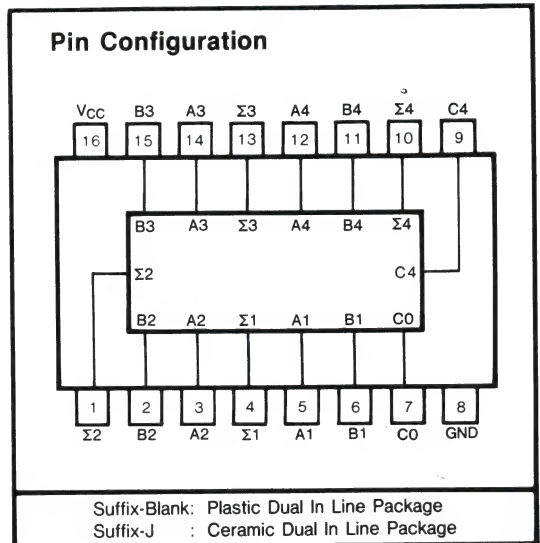 Pin Configuration
VCC B3 A3 Σ3 A4 B4 Σ4 C4
16 15 14 13 12 11 10 9
B3 A3 Σ3 A4 B4 Σ4
Σ2 C4
B2 A2 Σ1 A1 B1 C0
1 2 3 4 5 6 7 8
Σ2 B2 A2 Σ1 A1 B1 C0 GND
Suffix-Blank: Plastic Dual In Line Package
Suffix-J : Ceramic Dual In Line Package